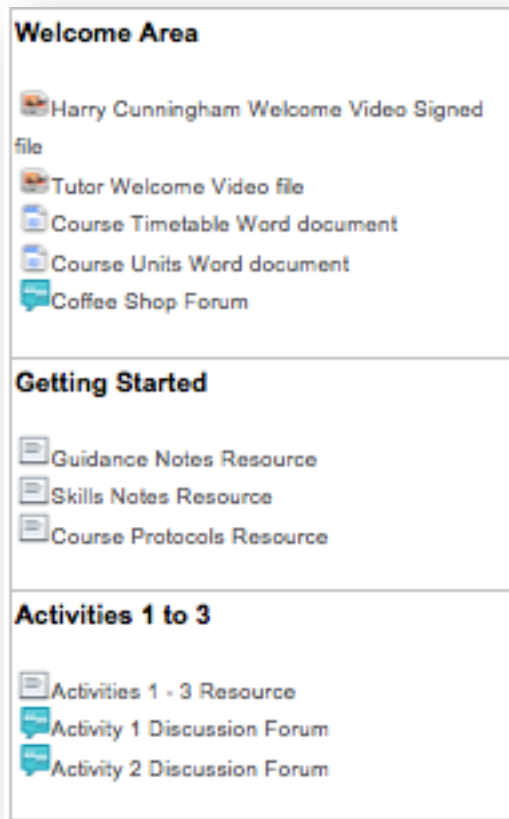 Welcome Area
Harry Cunningham Welcome Video Signed
file
Tutor Welcome Video file
Course Timetable Word document
Course Units Word document
Coffee Shop Forum
Getting Started
Guidance Notes Resource
Skills Notes Resource
Course Protocols Resource
Activities 1 to 3
Activities 1 - 3 Resource
Activity 1 Discussion Forum
Activity 2 Discussion Forum